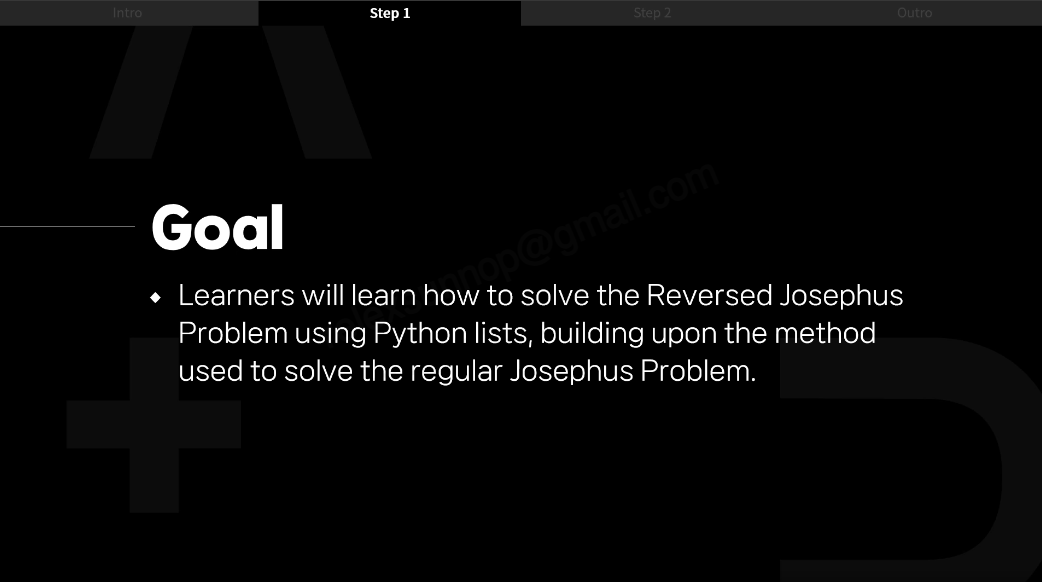 Intro
Step 1
Step 2
Outro
Goal
Learners will learn how to solve the Reversed Josephus
Problem using Python lists, building upon the method
used to solve the regular Josephus Problem.